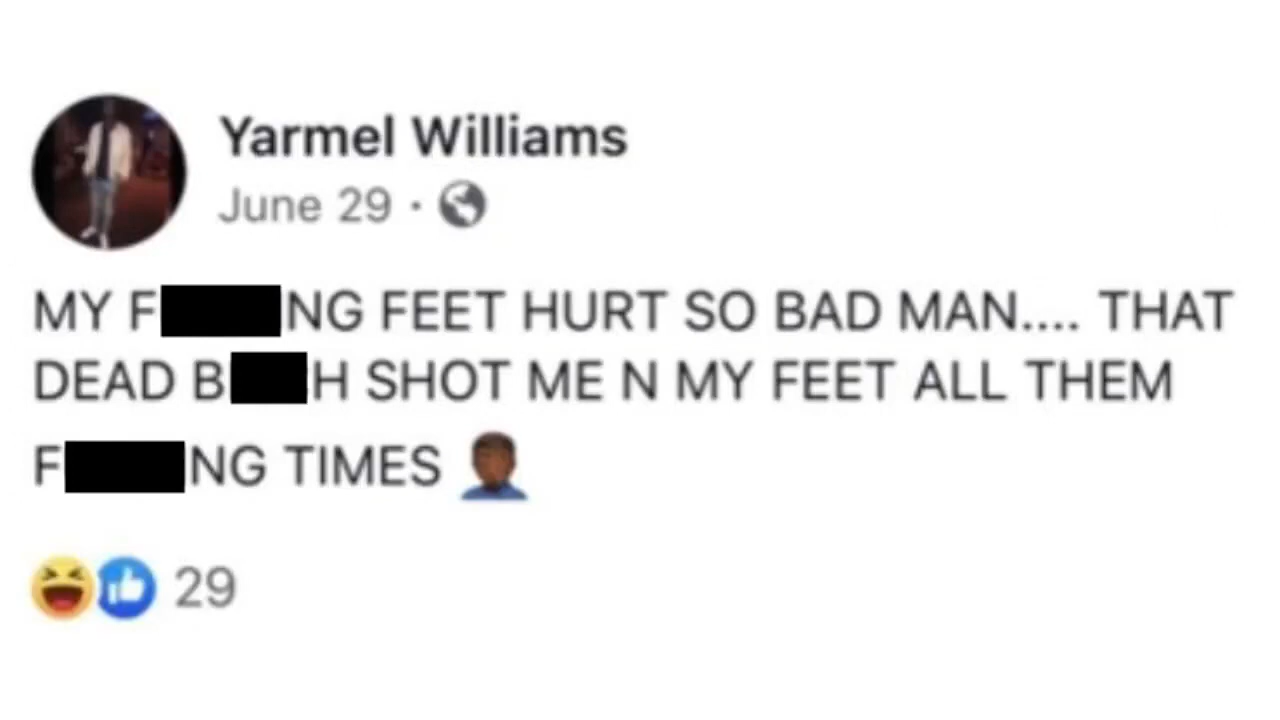 Yarmel Williams
June 29 ·
MY F NG FEET HURT SO BAD MAN.... THAT
DEAD B H SHOT ME N MY FEET ALL THEM
F NG TIMES
29